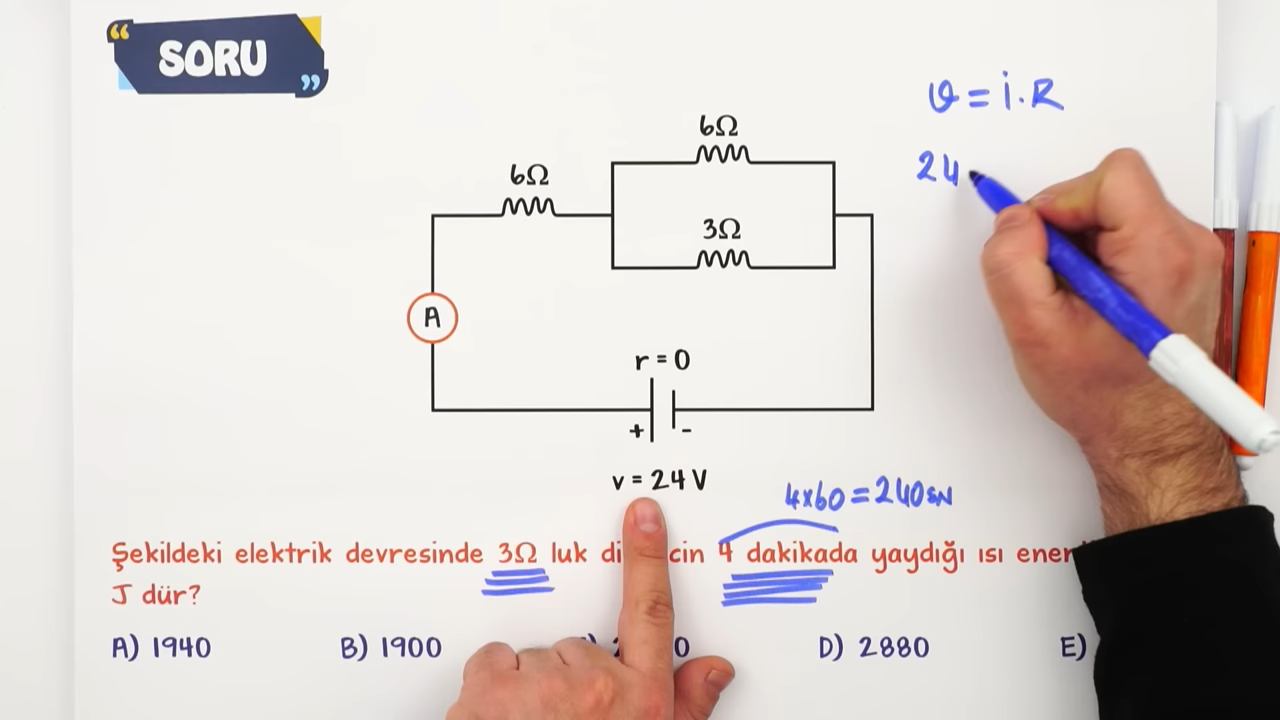 “ SORU ”
ϑ = i.R
24
6Ω
6Ω
3Ω
A
r = 0
+ -
v = 24 V
4x60 = 240 SN
Şekildeki elektrik devresinde 3Ω luk 4 dakikada yaydığı ısı
J dür?
A) 1940 B) 1900 D) 2880 E)